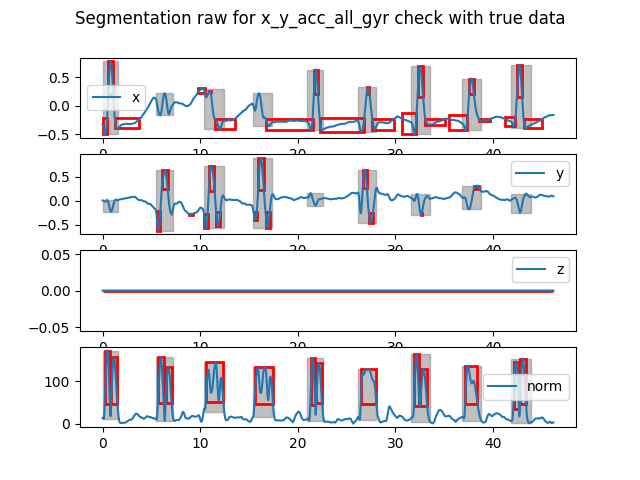 Segmentation raw for x_y_acc_all_gyr check with true data
0.5
0.0
−0.5
x
0 10 20 30 40
0.5
0.0
−0.5
y
0 10 20 30 40
0.05
0.00
−0.05
z
0 10 20 30 40
100
0
norm
0 10 20 30 40